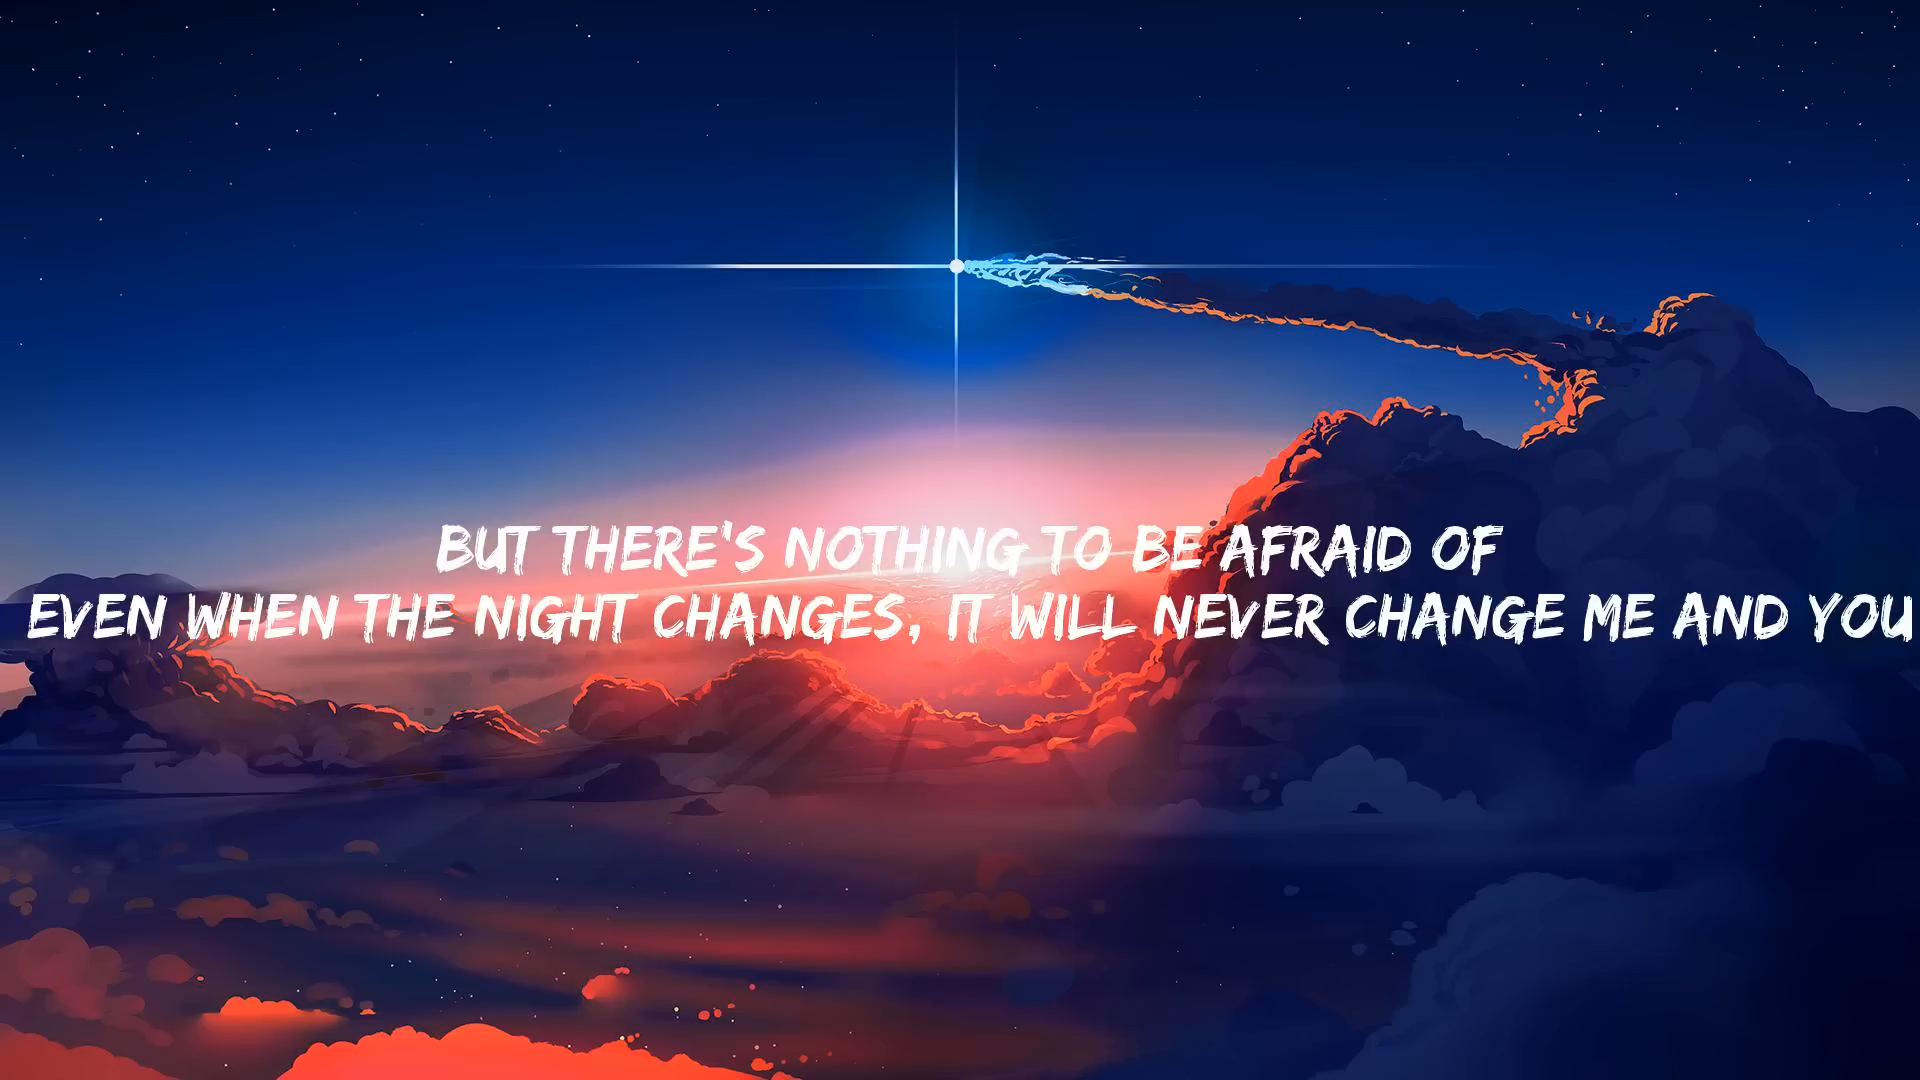 BUT THERE'S NOTHING TO BE AFRAID OF
EVEN WHEN THE NIGHT CHANGES, IT WILL NEVER CHANGE ME AND YOU